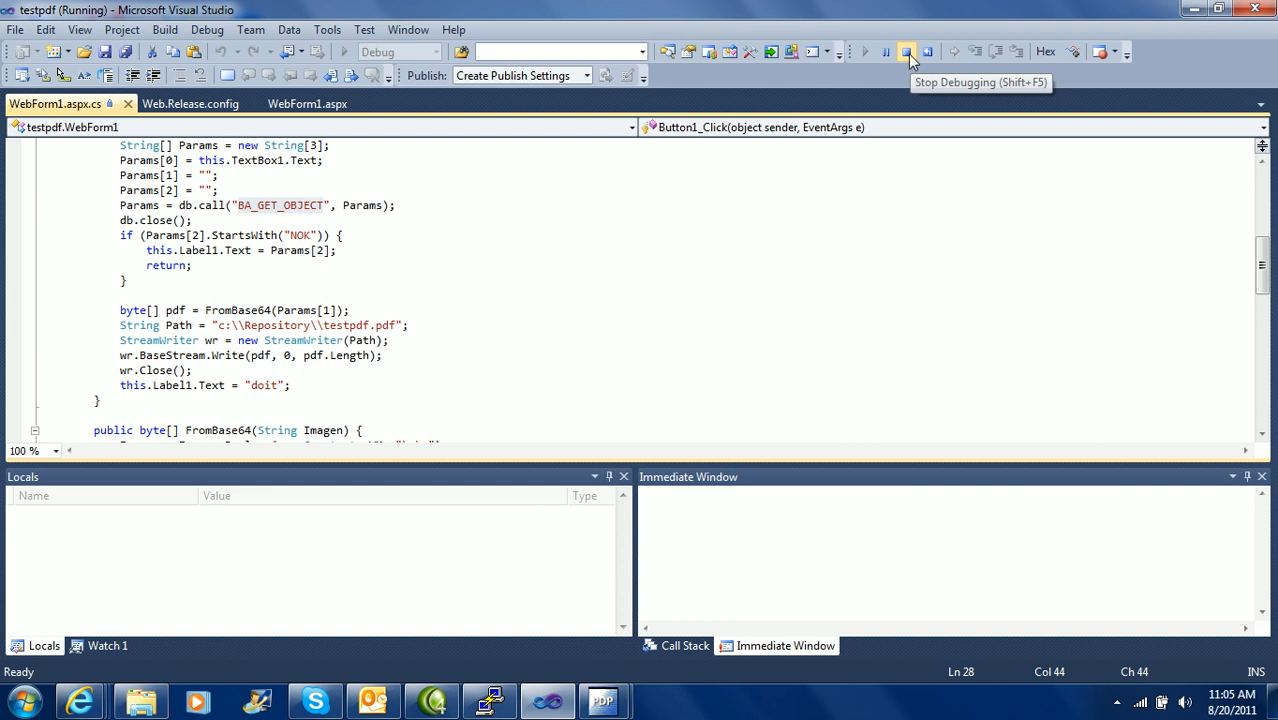 testpdf (Running) - Microsoft Visual Studio
File Edit View Project Build Debug Team Data Tools Test Window Help
Debug Hex
Publish: Create Publish Settings
Stop Debugging (Shift+F5)
WebForm1.aspx.cs Web.Release.config WebForm1.aspx
testpdf.WebForm1 Button1_Click(object sender, EventArgs e)
String[] Params = new String[3];
Params[0] = this.TextBox1.Text;
Params[1] = "";
Params[2] = "";
Params = db.call("BA_GET_OBJECT", Params);
db.close();
if (Params[2].StartsWith("NOK")) {
this.Label1.Text = Params[2];
return;
}
byte[] pdf = FromBase64(Params[1]);
String Path = "c:\\Repository\\testpdf.pdf";
StreamWriter wr = new StreamWriter(Path);
wr.BaseStream.Write(pdf, 0, pdf.Length);
wr.Close();
this.Label1.Text = "doit";
}
public byte[] FromBase64(String Imagen) {
100 %
Locals Immediate Window
Name Value Type
Locals Watch 1 Call Stack Immediate Window
Ready Ln 28 Col 44 Ch 44 INS
PDP
11:05 AM
8/20/2011